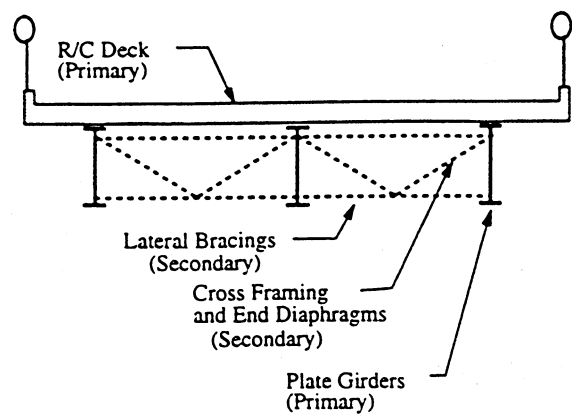 R/C Deck
(Primary)
Lateral Bracings
(Secondary)
Cross Framing
and End Diaphragms
(Secondary)
Plate Girders
(Primary)